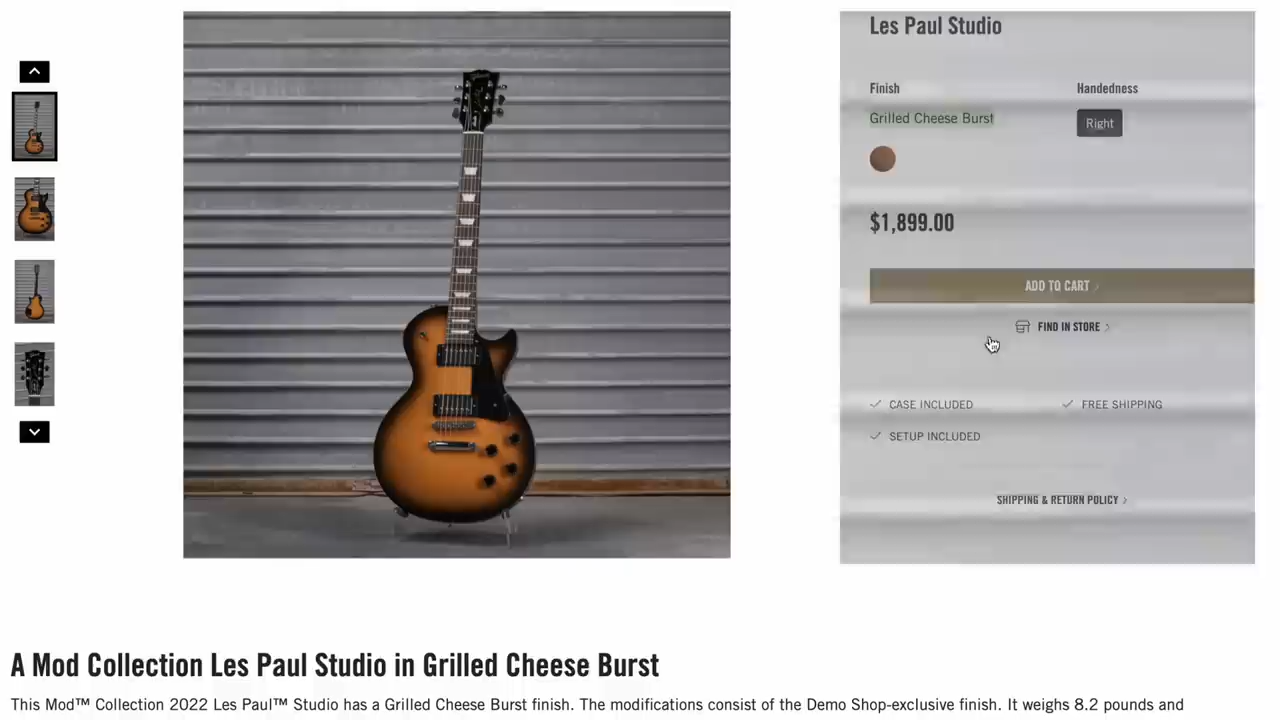 Les Paul Studio
Finish
Handedness
Grilled Cheese Burst
Right
$1,899.00
ADD TO CART
FIND IN STORE
CASE INCLUDED
FREE SHIPPING
SETUP INCLUDED
SHIPPING & RETURN POLICY
A Mod Collection Les Paul Studio in Grilled Cheese Burst
This Mod™ Collection 2022 Les Paul™ Studio has a Grilled Cheese Burst finish. The modifications consist of the Demo Shop-exclusive finish. It weighs 8.2 pounds and